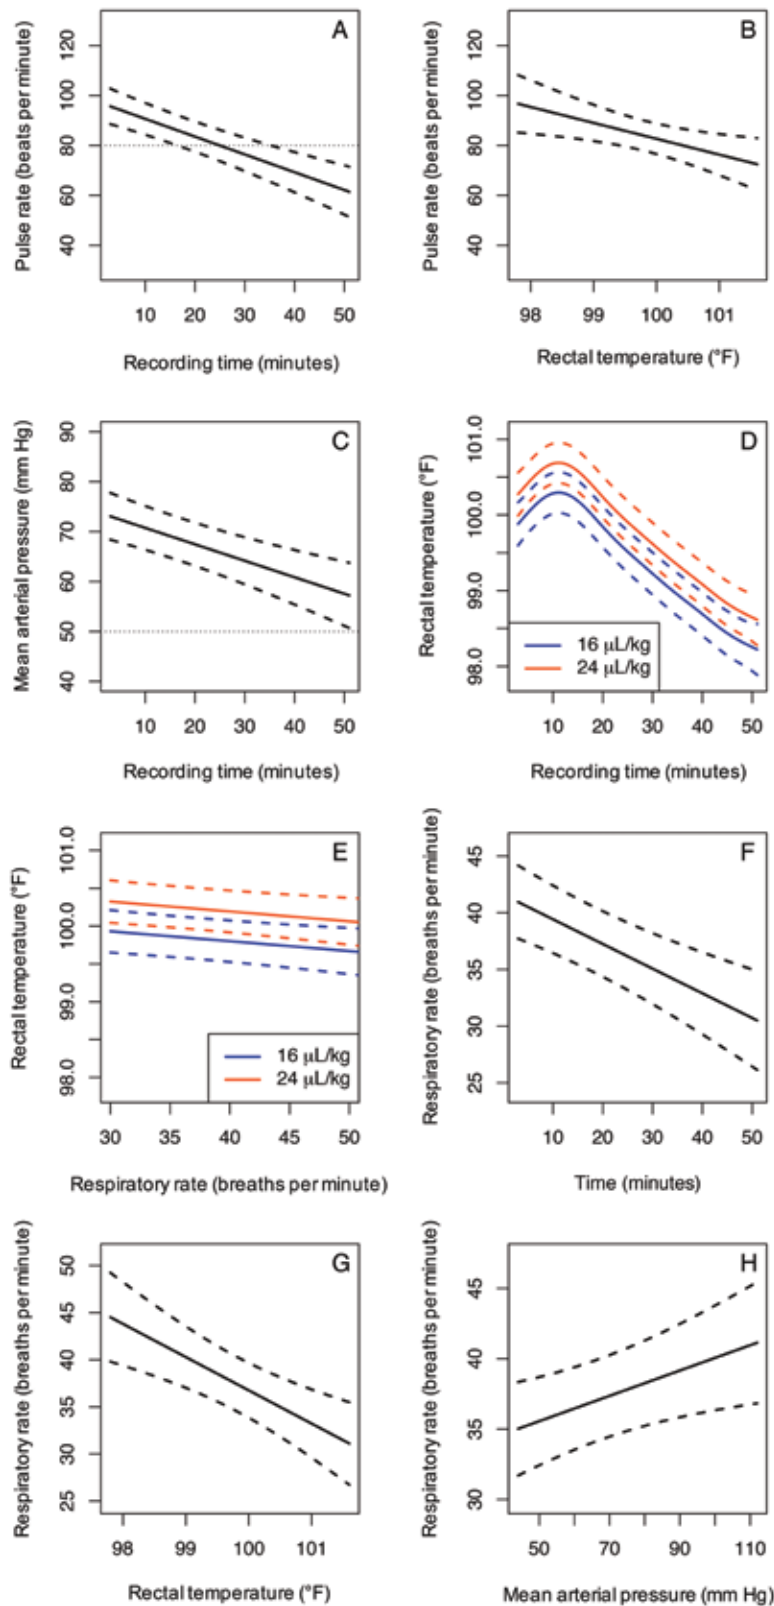 A
Pulse rate (beats per minute)
120
100
80
60
40
10 20 30 40 50
Recording time (minutes)
B
Pulse rate (beats per minute)
120
100
80
60
40
98 99 100 101
Rectal temperature (°F)
C
Mean arterial pressure (mm Hg)
90
80
70
60
50
40
10 20 30 40 50
Recording time (minutes)
D
Rectal temperature (°F)
101.0
100.0
99.0
98.0
16 µL/kg
24 µL/kg
10 20 30 40 50
Recording time (minutes)
E
Rectal temperature (°F)
101.0
100.0
99.0
98.0
16 µL/kg
24 µL/kg
30 35 40 45 50
Respiratory rate (breaths per minute)
F
Respiratory rate (breaths per minute)
45
40
35
30
25
10 20 30 40 50
Time (minutes)
G
Respiratory rate (breaths per minute)
50
45
40
35
30
25
98 99 100 101
Rectal temperature (°F)
H
Respiratory rate (breaths per minute)
45
40
35
30
50 70 90 110
Mean arterial pressure (mm Hg)